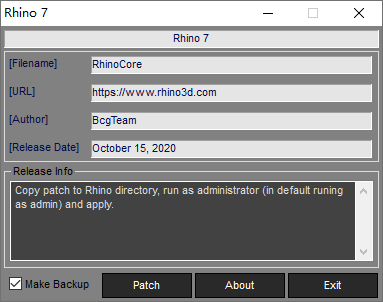 Rhino 7
Rhino 7
[Filename]
RhinoCore
[URL]
https://www.rhino3d.com
[Author]
BcgTeam
[Release Date]
October 15, 2020
Release Info
Copy patch to Rhino directory, run as administrator (in default runing
as admin) and apply.
Make Backup
Patch
About
Exit